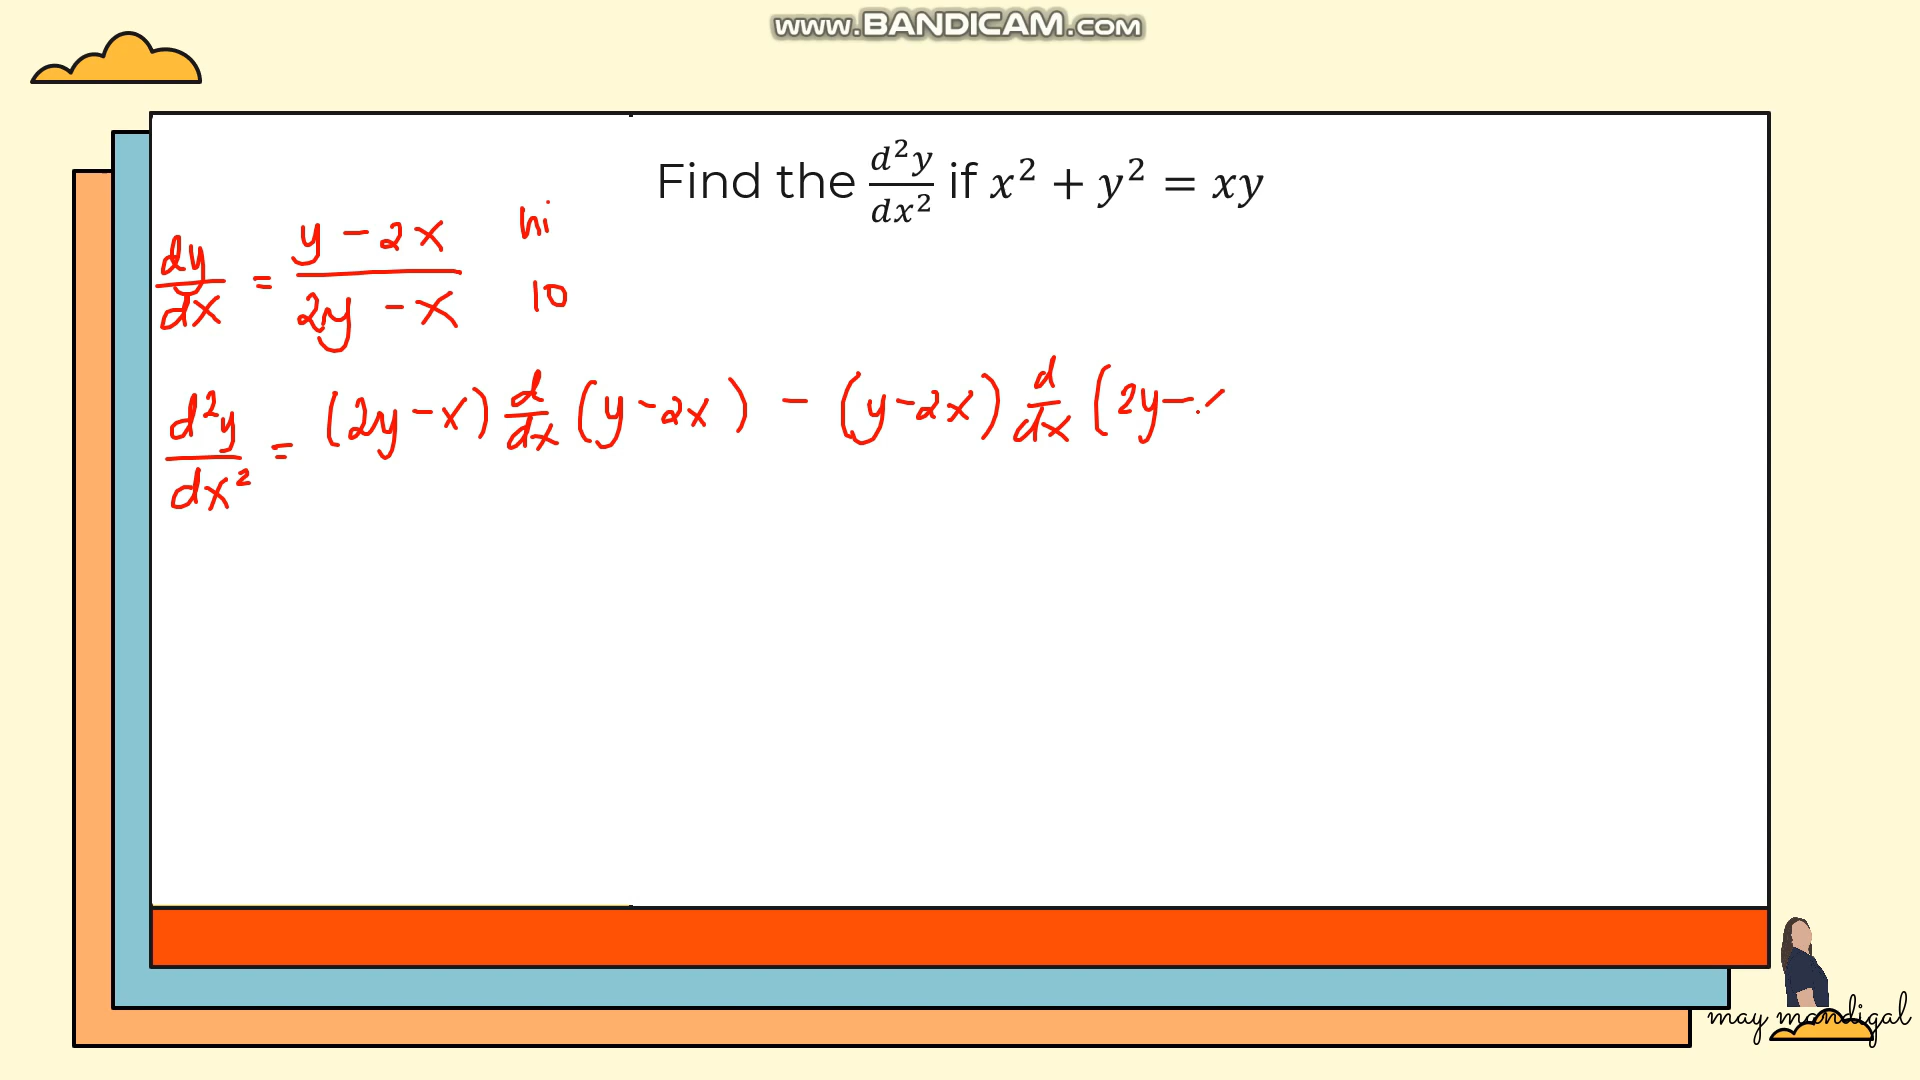 www.BANDICAM.com
Find the d²y/dx² if x² + y² = xy
dy/dx = (y - 2x)/(2y - x) hi
lo
d²y/dx² = (2y - x) d/dx (y - 2x) - (y - 2x) d/dx (2y -
may mandigal